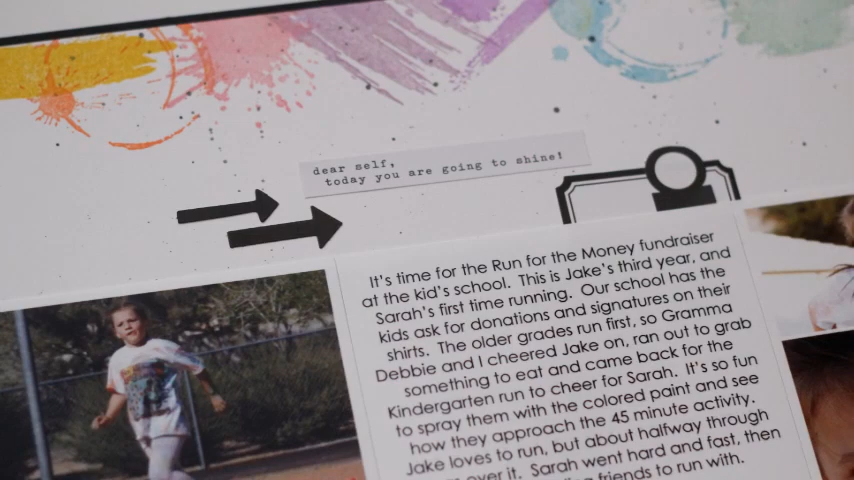 dear self,
today you are going to shine!
It's time for the Run for the Money fundraiser
at the kid's school. This is Jake's third year, and
Sarah's first time running. Our school has the
kids ask for donations and signatures on their
shirts. The older grades run first, so Gramma
Debbie and I cheered Jake on, ran out to grab
something to eat and came back for the
Kindergarten run to cheer for Sarah. It's so fun
to spray them with the colored paint and see
how they approach the 45 minute activity.
Jake loves to run, but about halfway through
over it. Sarah went hard and fast, then
friends to run with.